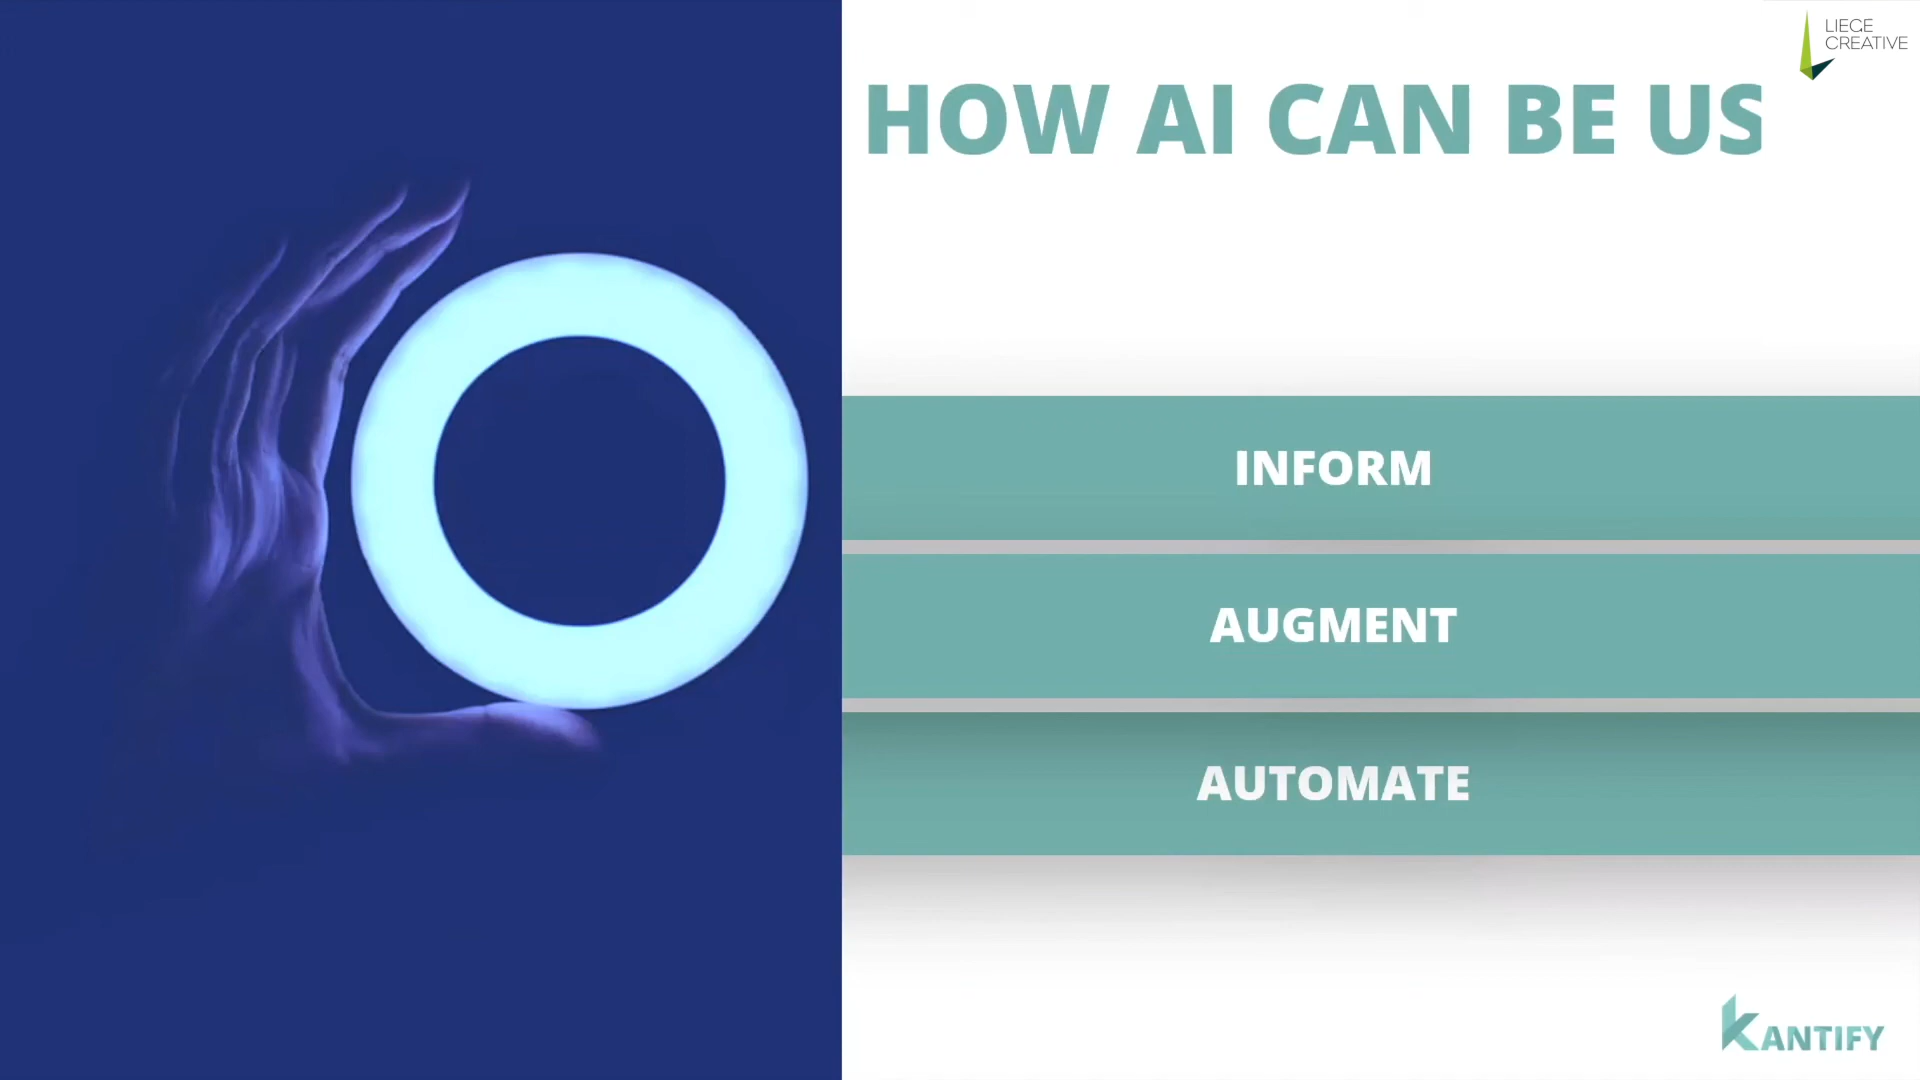 LIEGE
CREATIVE
HOW AI CAN BE US
INFORM
AUGMENT
AUTOMATE
KANTIFY